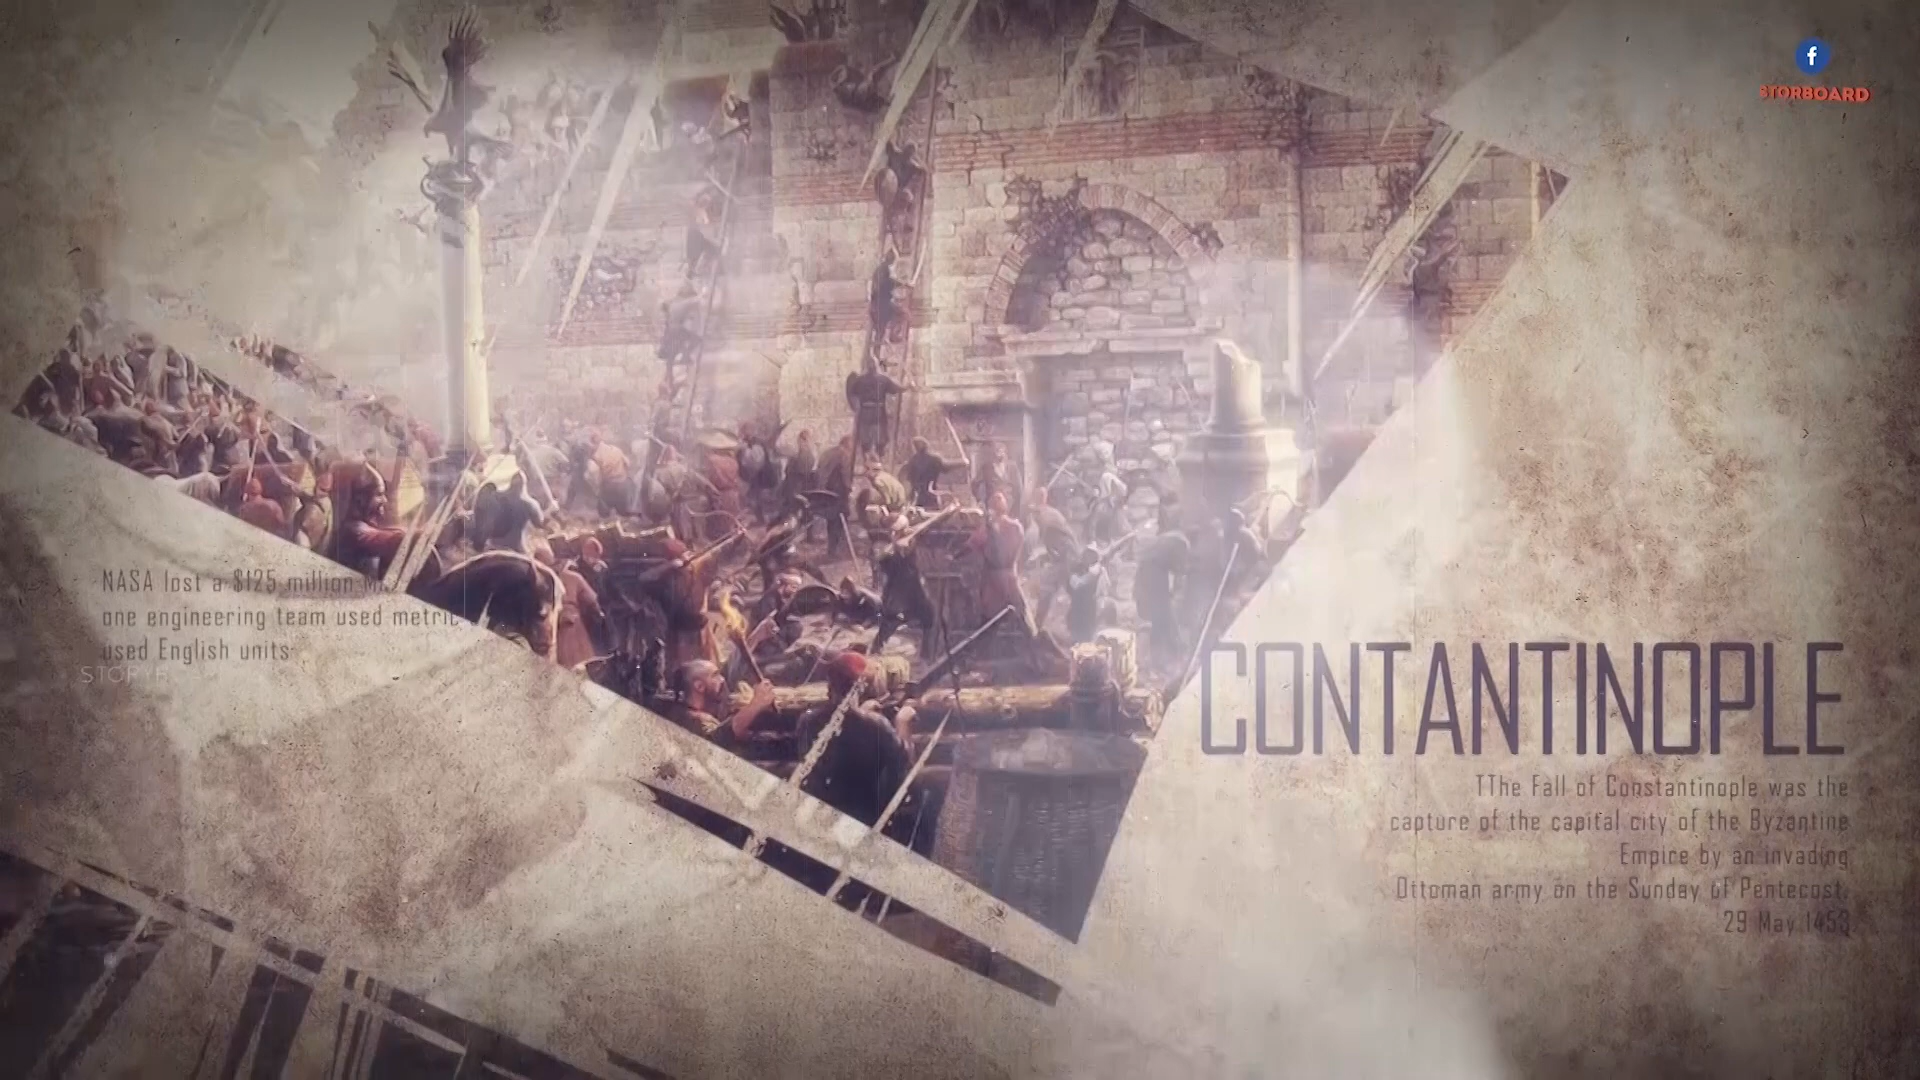 f
STORBOARD
NASA lost a $125 million
one engineering team used metric
used English units
CONTANTINOPLE
TThe Fall of Constantinople was the
capture of the capital city of the Byzantine
Empire by an invading
Ottoman army on the Sunday of Pentecost,
29 May 1453